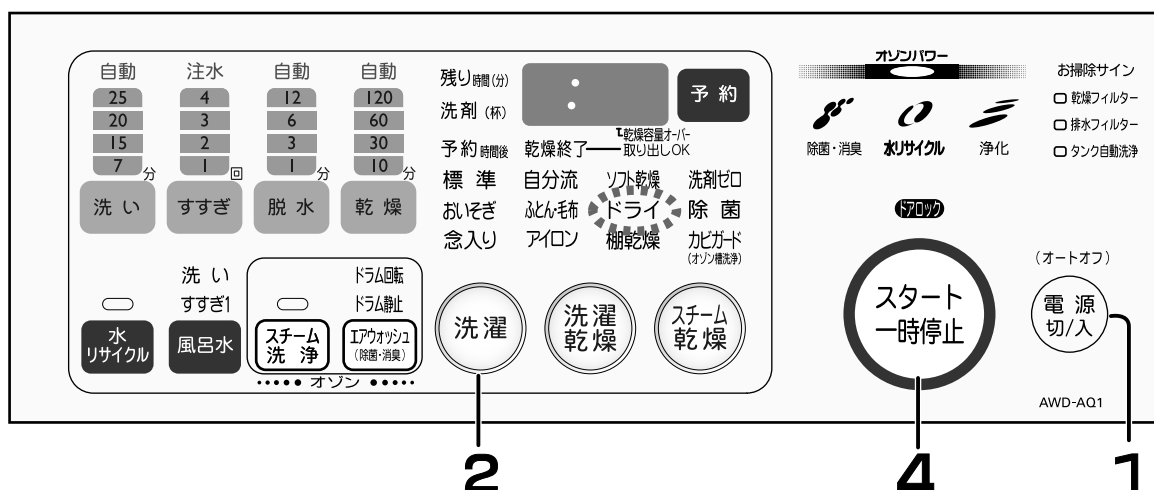 自動 注水 自動 自動
25 4 12 120
20 3 6 60
15 2 3 30
7分 1回 1分 10分
洗い すすぎ 脱水 乾燥
残り時間(分)
洗剤(杯)
予約
乾燥容量オーバー
予約時間後 乾燥終了 取り出しOK
標準 自分流 ソフト乾燥 洗剤ゼロ
おいそぎ ふとん・毛布 ドライ 除菌
念入り アイロン 棚乾燥 カビガード
(オゾン槽洗浄)
洗い
すすぎ1
ドラム回転
ドラム静止
水
リサイクル
風呂水
スチーム
洗浄
エアウォッシュ
(除菌・消臭)
オゾン
洗濯
洗濯
乾燥
スチーム
乾燥
オゾンパワー
除菌・消臭 水リサイクル 浄化
お掃除サイン
乾燥フィルター
排水フィルター
タンク自動洗浄
ドアロック
スタート
一時停止
(オートオフ)
電源
切/入
AWD-AQ1
2 4 1